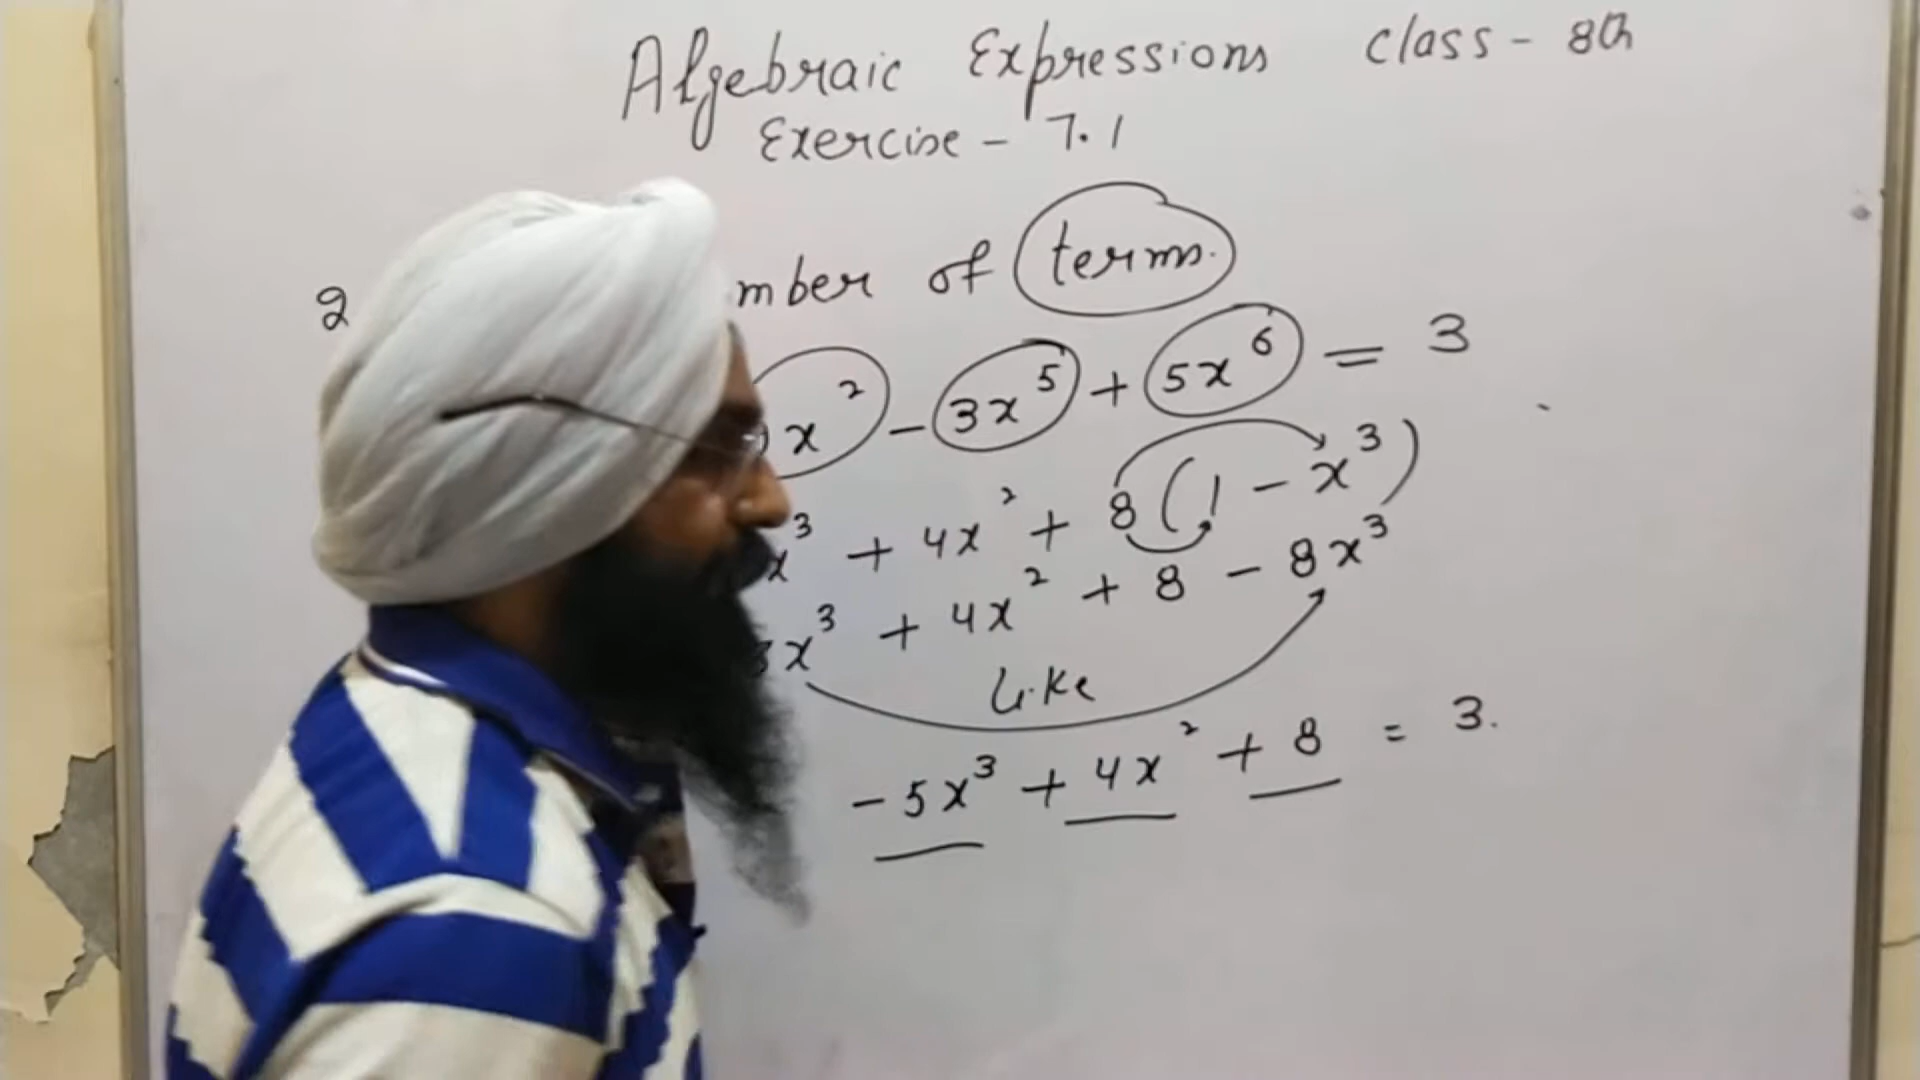 Algebraic Expressions class - 8th
Exercise - 7.1
2 mber of terms.
x² - 3x⁵ + 5x⁶ = 3
x³ + 4x² + 8(1 - x³)
3x³ + 4x² + 8 - 8x³
Like
- 5x³ + 4x² + 8 = 3.